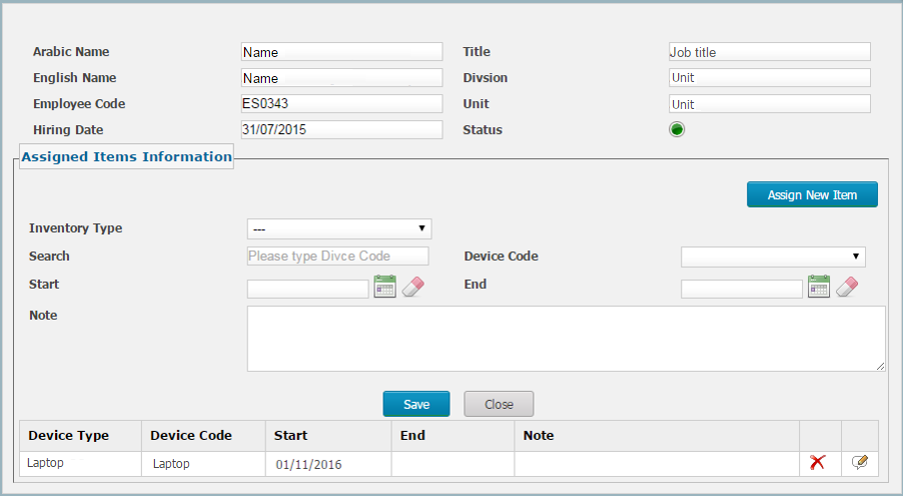 Arabic Name Name Title Job title
English Name Name Divsion Unit
Employee Code ES0343 Unit Unit
Hiring Date 31/07/2015 Status
Assigned Items Information
Assign New Item
Inventory Type ---
Search Please type Divce Code Device Code
Start End
Note
Save Close
Device Type Device Code Start End Note
Laptop Laptop 01/11/2016